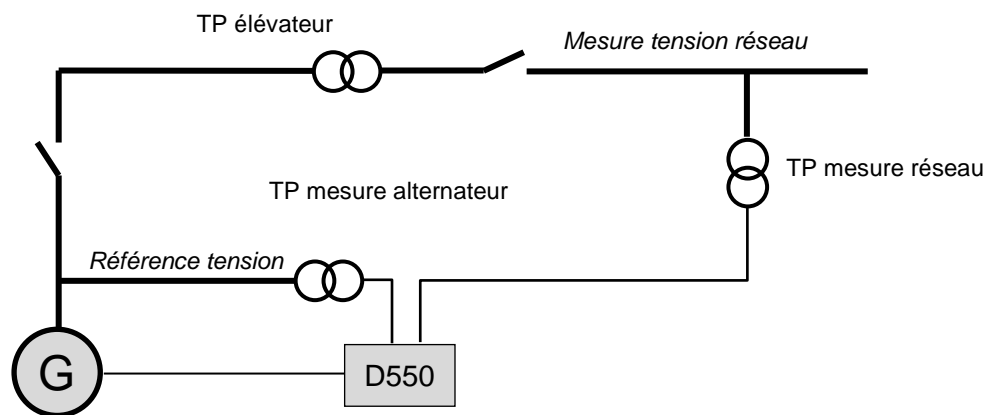 TP élévateur
Mesure tension réseau
TP mesure réseau
TP mesure alternateur
Référence tension
G
D550